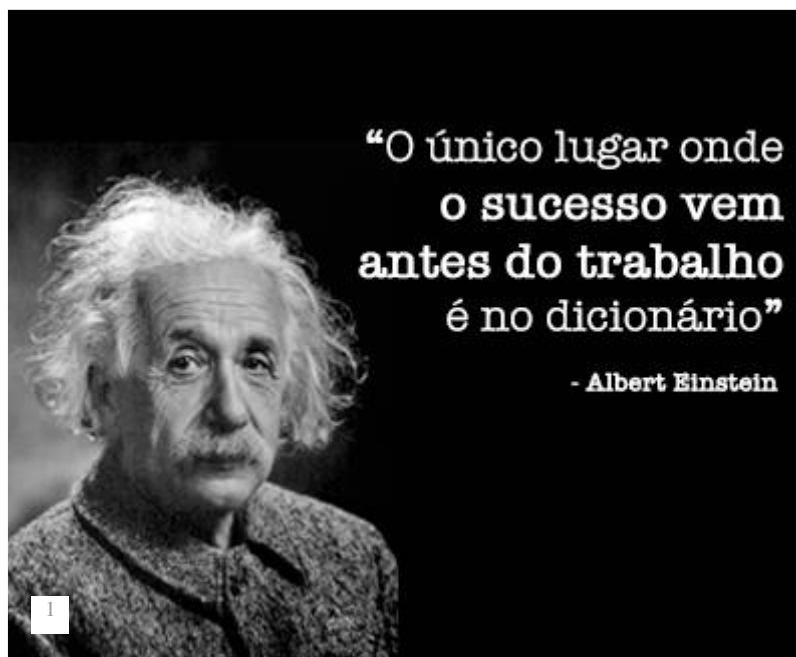 “O único lugar onde
o sucesso vem
antes do trabalho
é no dicionário”
- Albert Einstein
1